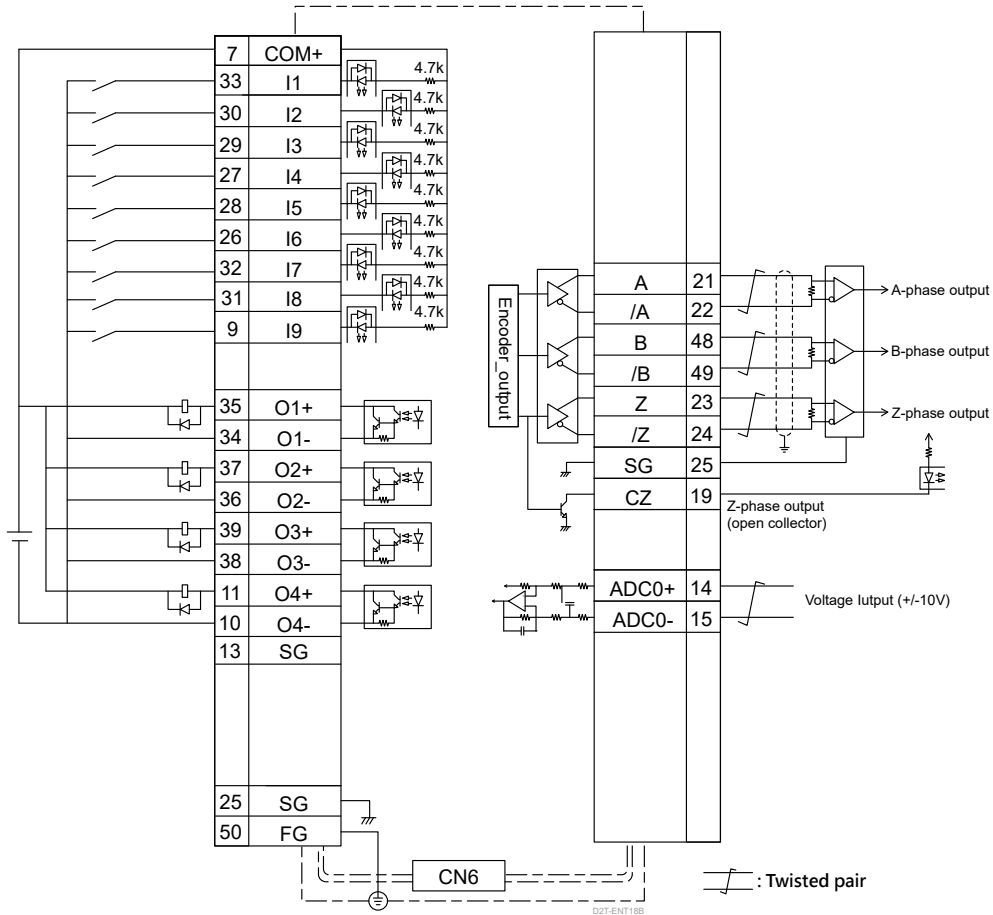 7 COM+
33 I1
30 I2
29 I3
27 I4
28 I5
26 I6
32 I7
31 I8
9 I9
4.7k
4.7k
4.7k
4.7k
4.7k
4.7k
4.7k
4.7k
4.7k
35 O1+
34 O1-
37 O2+
36 O2-
39 O3+
38 O3-
11 O4+
10 O4-
13 SG
25 SG
50 FG
CN6
Encoder_output
A 21
/A 22
B 48
/B 49
Z 23
/Z 24
SG 25
CZ 19
A-phase output
B-phase output
Z-phase output
Z-phase output
(open collector)
ADC0+ 14
ADC0- 15
Voltage Iutput (+/-10V)
: Twisted pair
D2T-ENT18B